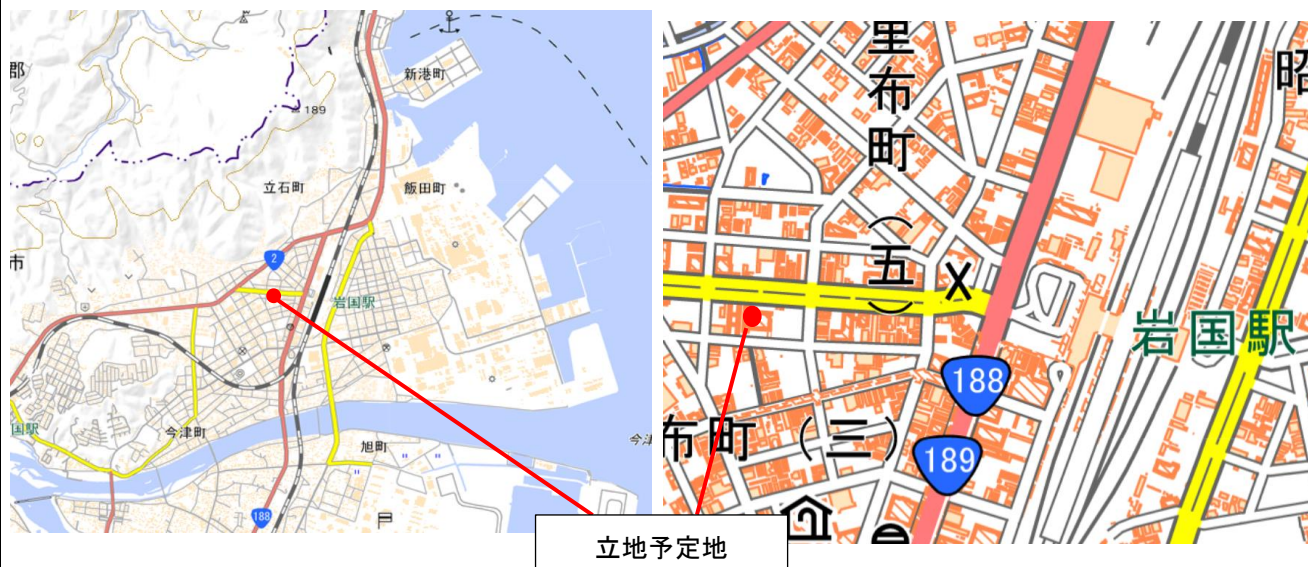 郡
新港町
189
立石町
飯田町
市
2
岩国駅
国駅
今津町
旭町
今津
188
里布町(五)
昭
岩国駅
188
布町(三)
189
立地予定地